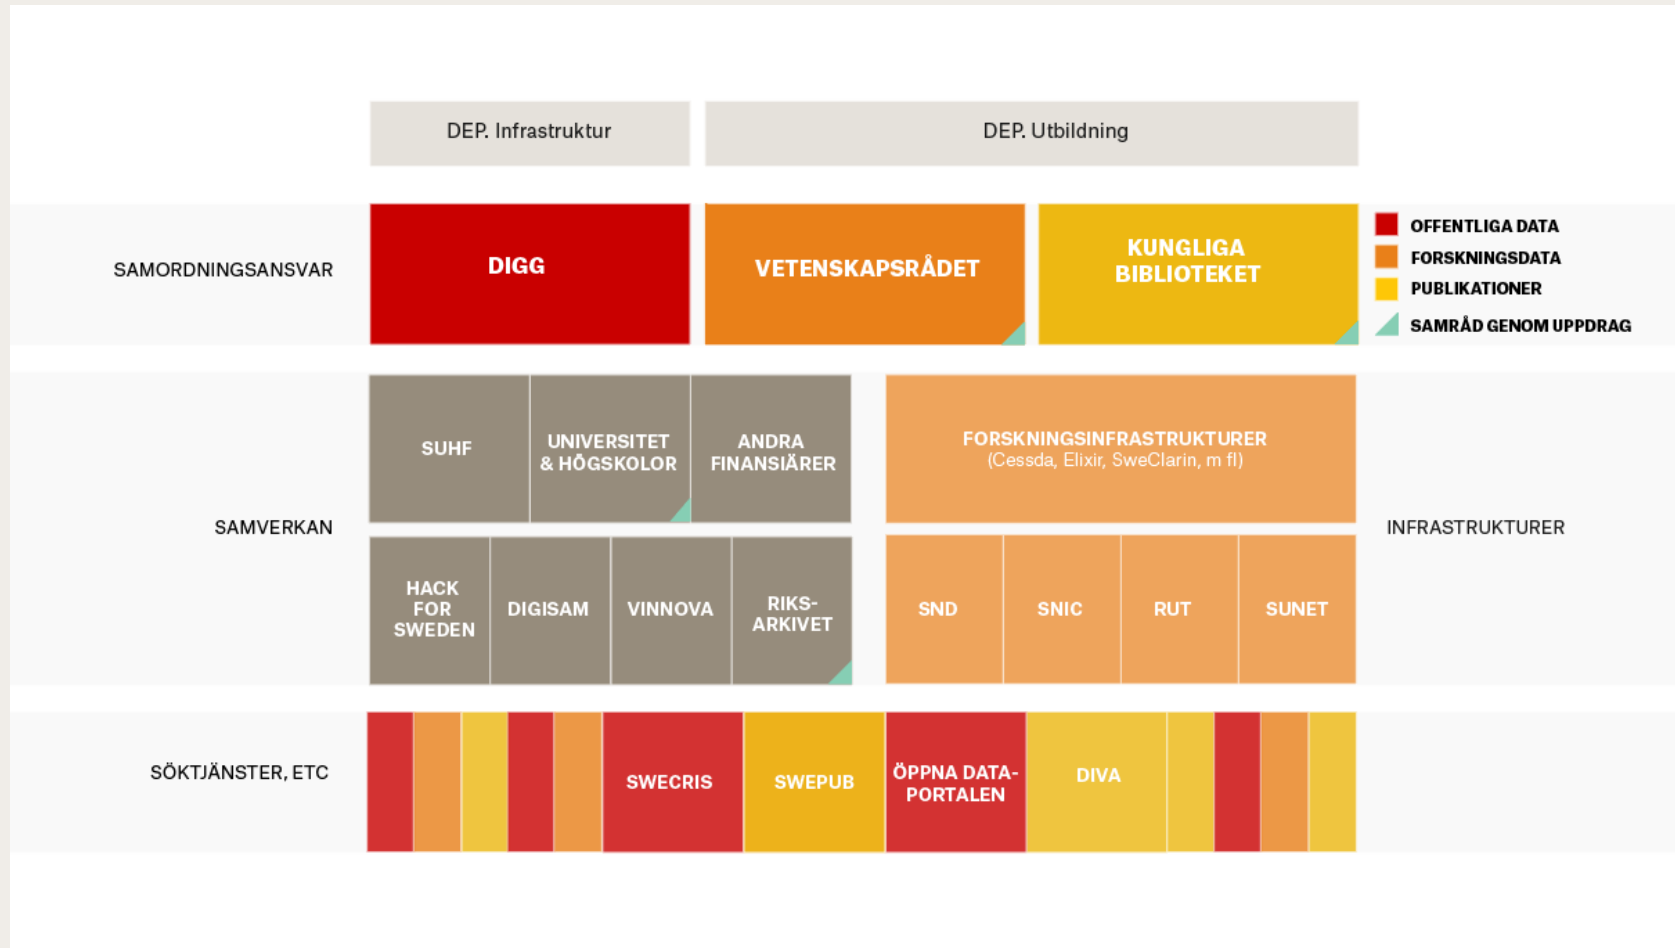 DEP. Infrastruktur
DEP. Utbildning
SAMORDNINGSANSVAR
DIGG
VETENSKAPSRÅDET
KUNGLIGA
BIBLIOTEKET
OFFENTLIGA DATA
FORSKNINGSDATA
PUBLIKATIONER
SAMRÅD GENOM UPPDRAG
SAMVERKAN
SUHF
UNIVERSITET
& HÖGSKOLOR
ANDRA
FINANSIÄRER
FORSKNINGSINFRASTRUKTURER
(Cessda, Elixir, SweClarin, m fl)
INFRASTRUKTURER
HACK
FOR
SWEDEN
DIGISAM
VINNOVA
RIKS-
ARKIVET
SND
SNIC
RUT
SUNET
SÖKTJÄNSTER, ETC
SWECRIS
SWEPUB
ÖPPNA DATA-
PORTALEN
DIVA